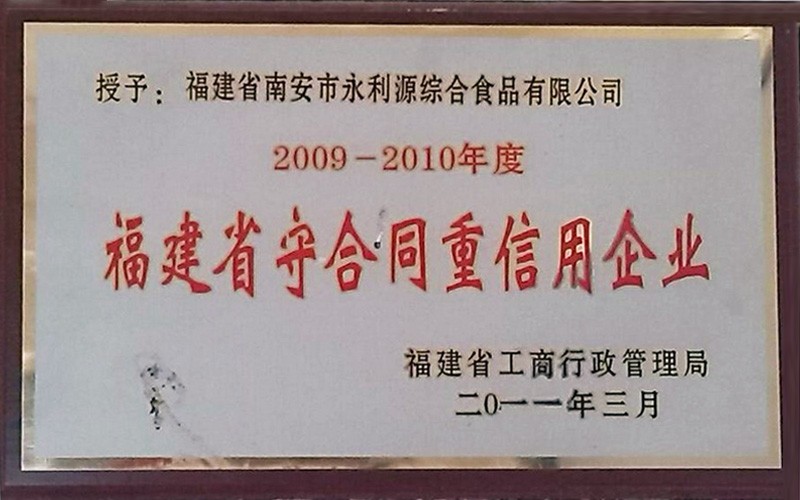 授予：福建省南安市永利源综合食品有限公司
2009-2010年度
福建省守合同重信用企业
福建省工商行政管理局
二0一一年三月